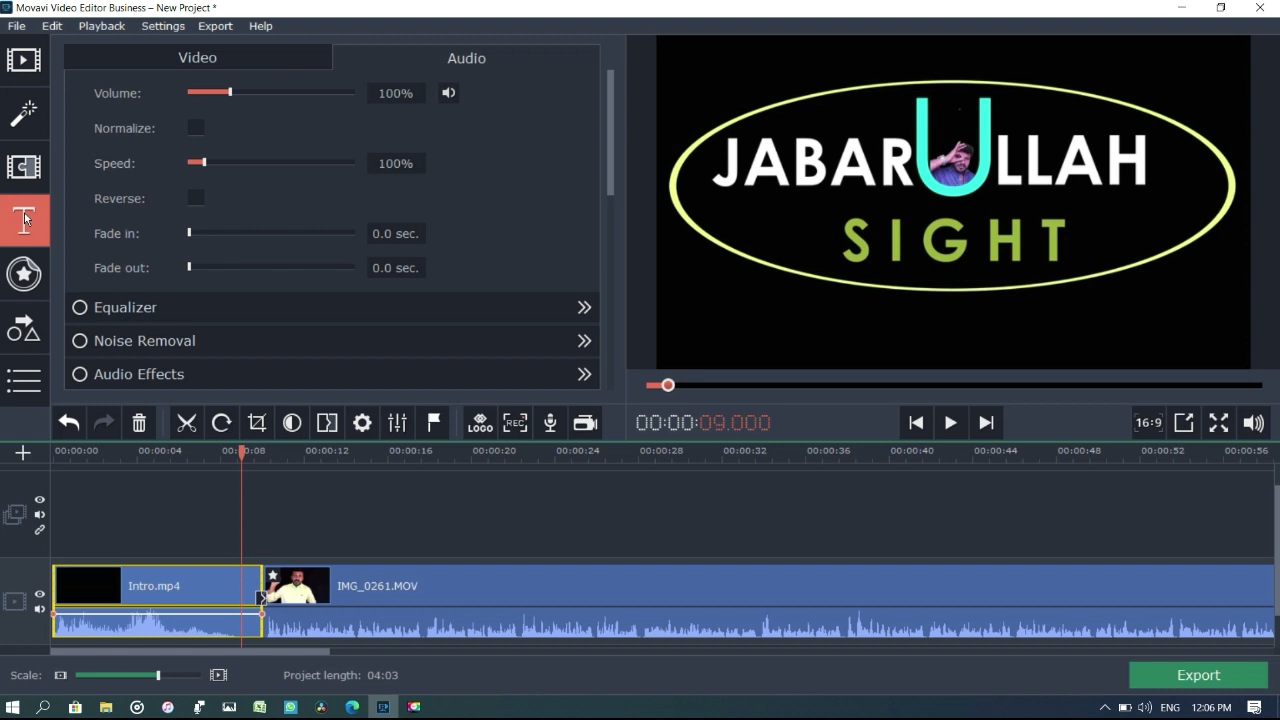 Movavi Video Editor Business – New Project *
File Edit Playback Settings Export Help
Video Audio
Volume: 100%
Normalize:
Speed: 100%
Reverse:
Fade in: 0.0 sec.
Fade out: 0.0 sec.
Equalizer
Noise Removal
Audio Effects
JABARULLAH
SIGHT
LOGO REC 00:00:09.000 16:9
00:00:00 00:00:04 00:00:08 00:00:12 00:00:16 00:00:20 00:00:24 00:00:28 00:00:32 00:00:36 00:00:40 00:00:44 00:00:48 00:00:52 00:00:56
Intro.mp4 IMG_0261.MOV
Scale: Project length: 04:03 Export
ENG 12:06 PM